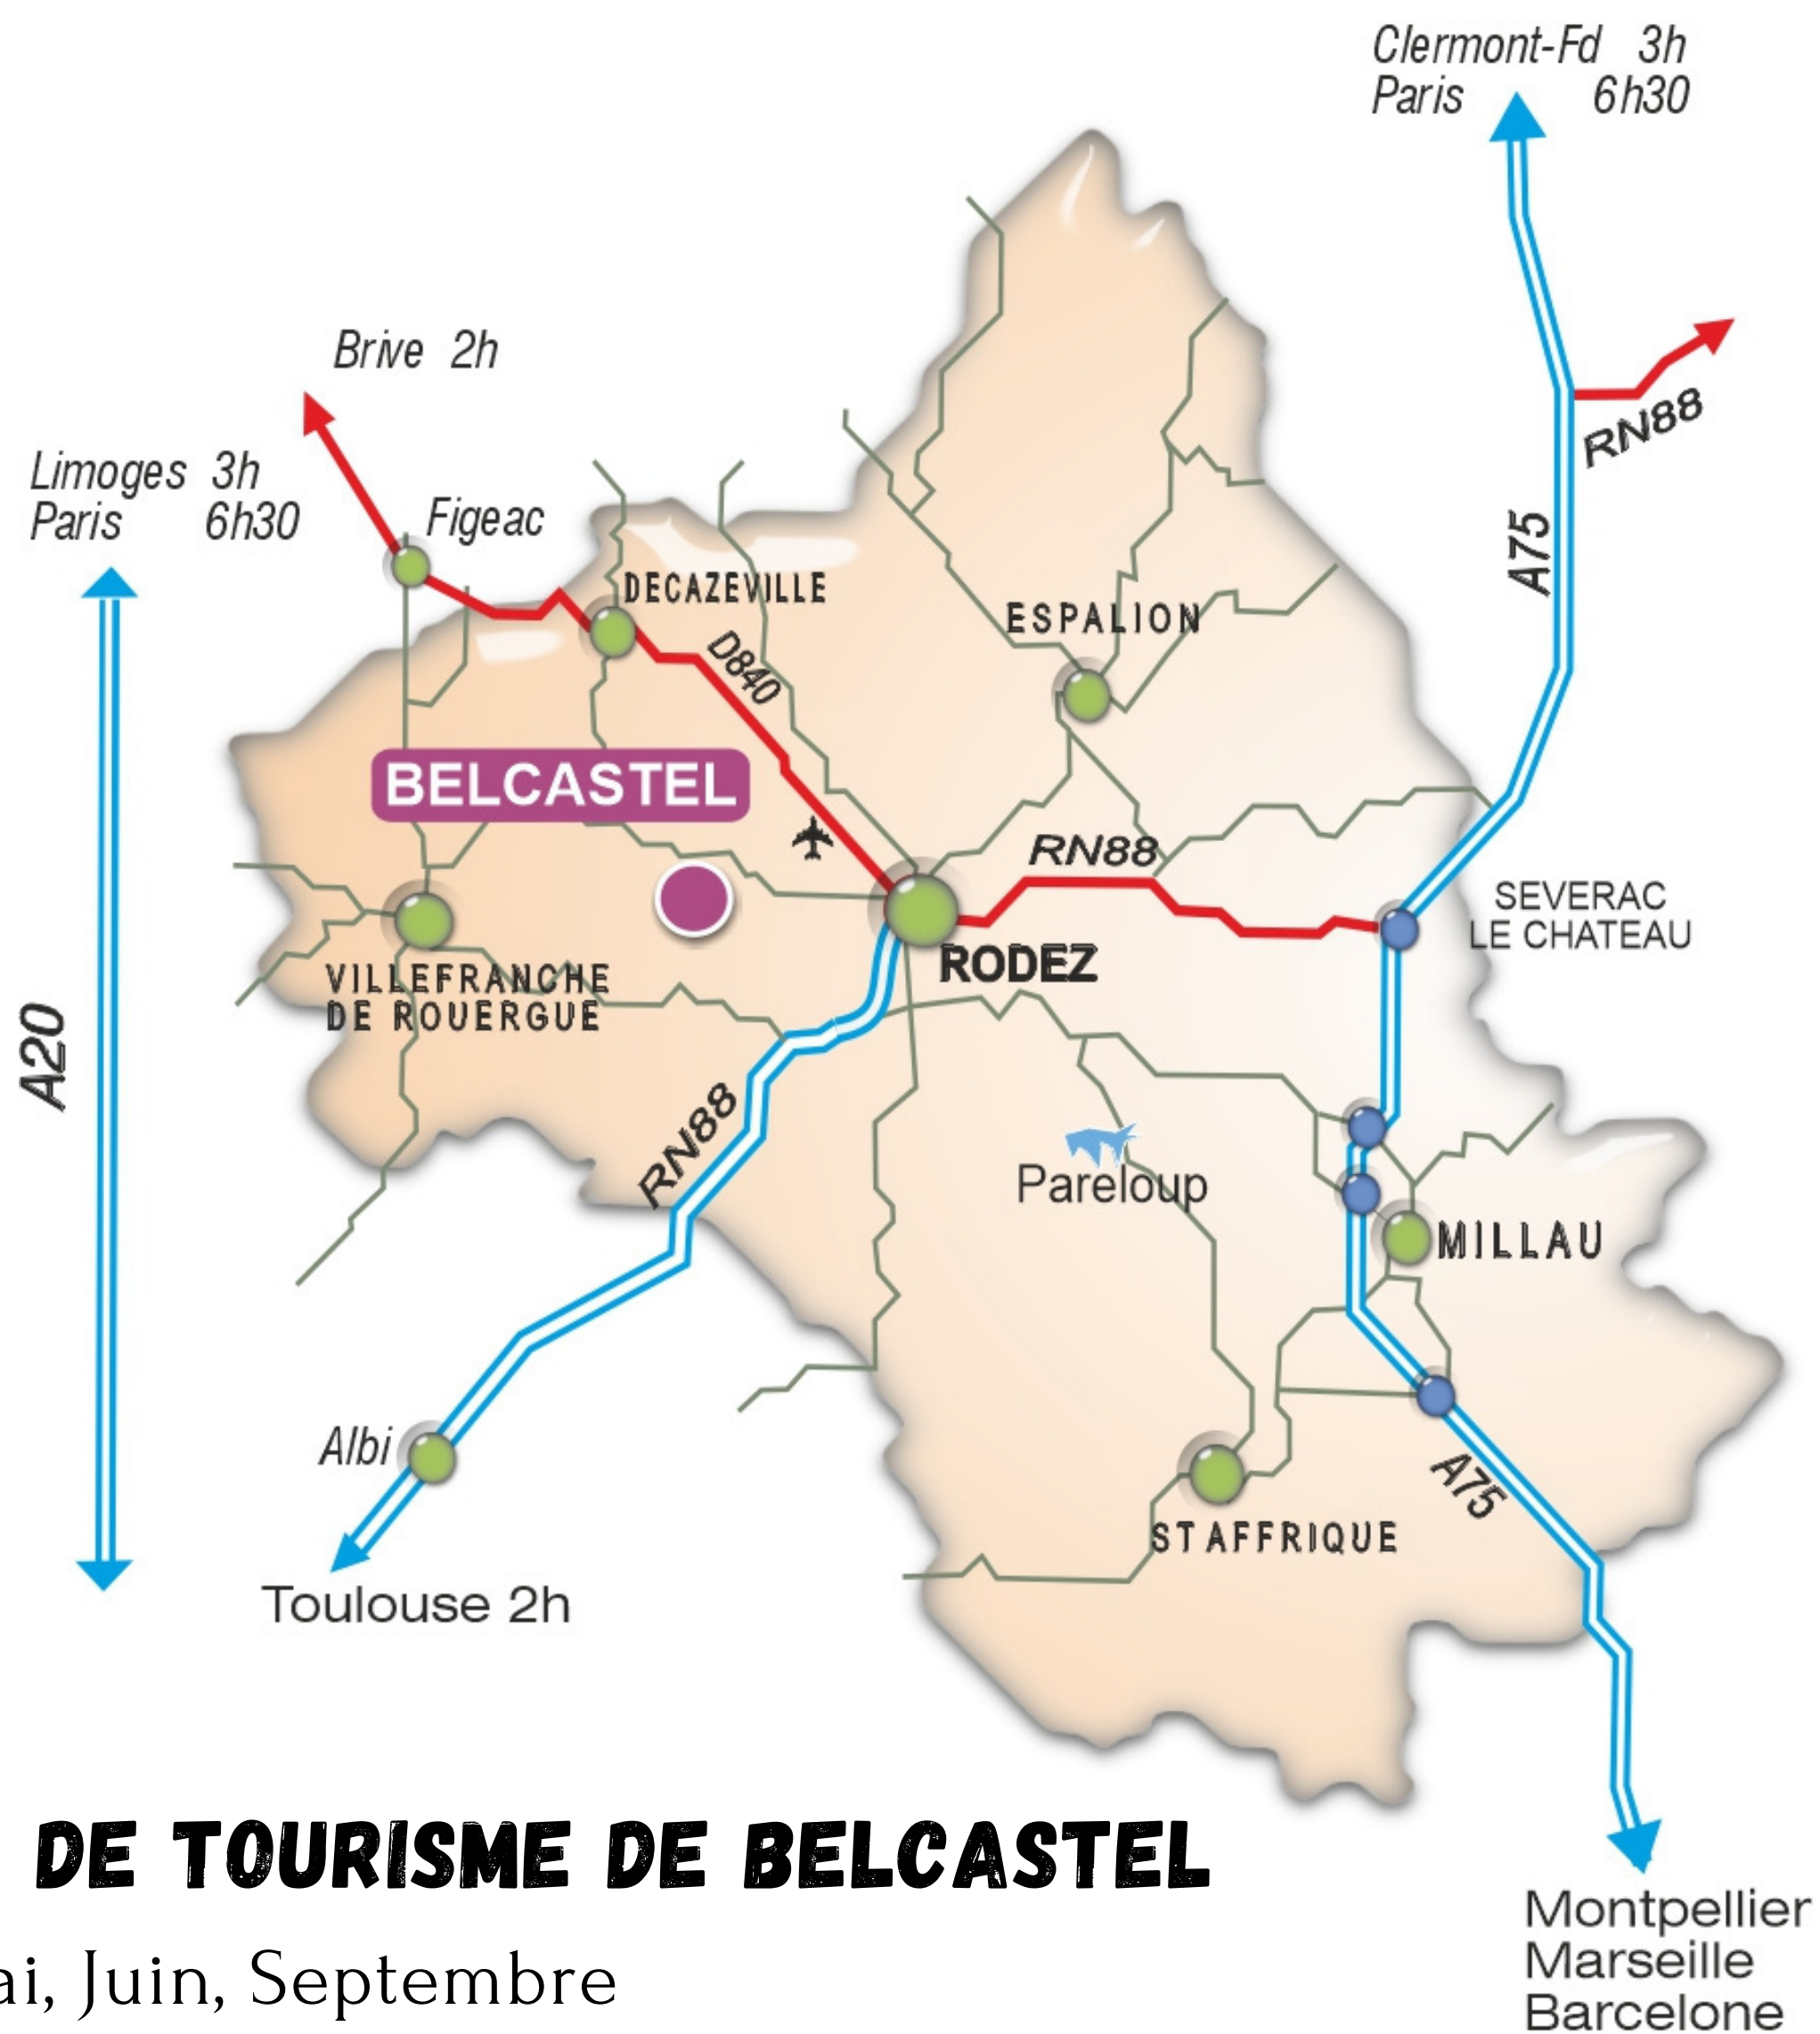 Clermont-Fd 3h
Paris 6h30
Brive 2h
RN88
Limoges 3h
Paris 6h30
Figeac
A75
DECAZEVILLE
ESPALION
D840
BELCASTEL
RN88
SEVERAC
LE CHATEAU
RODEZ
VILLEFRANCHE
DE ROUERGUE
A20
RN88
Pareloup
MILLAU
Albi
A75
ST AFFRIQUE
Toulouse 2h
DE TOURISME DE BELCASTEL
ai, Juin, Septembre
Montpellier
Marseille
Barcelone